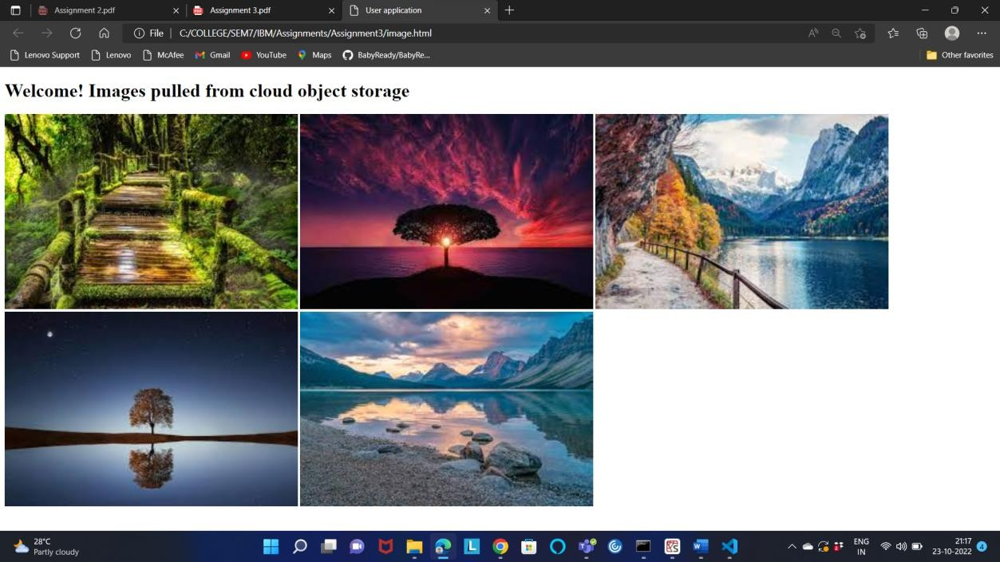 Assignment 2.pdf
Assignment 3.pdf
User application
File
C:/COLLEGE/SEM7/IBM/Assignments/Assignment3/image.html
Lenovo Support
Lenovo
McAfee
Gmail
YouTube
Maps
BabyReady/BabyRe...
Other favorites
Welcome! Images pulled from cloud object storage
28°C
Partly cloudy
ENG
IN
21:17
23-10-2022
4